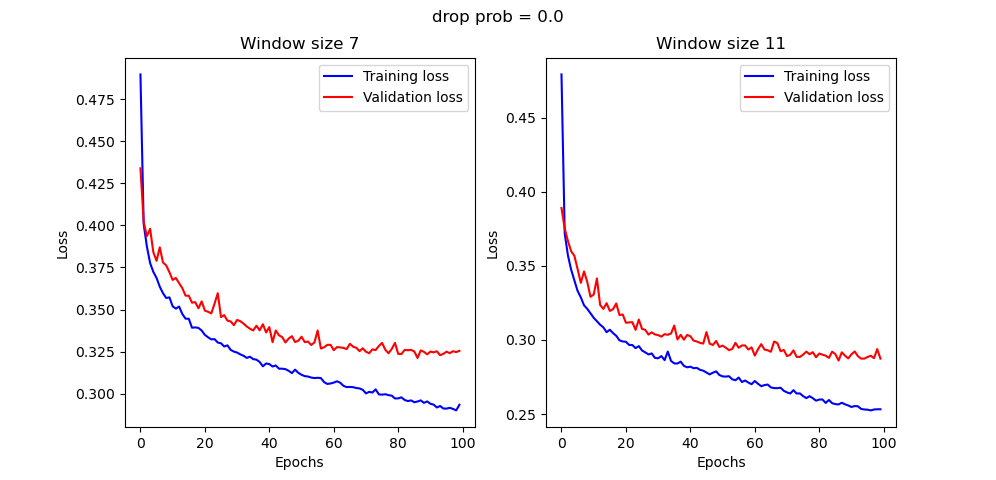 drop prob = 0.0
Window size 7
Training loss
Validation loss
0.475
0.450
0.425
0.400
0.375
0.350
0.325
0.300
Loss
0 20 40 60 80 100
Epochs
Window size 11
Training loss
Validation loss
0.45
0.40
0.35
0.30
0.25
Loss
0 20 40 60 80 100
Epochs